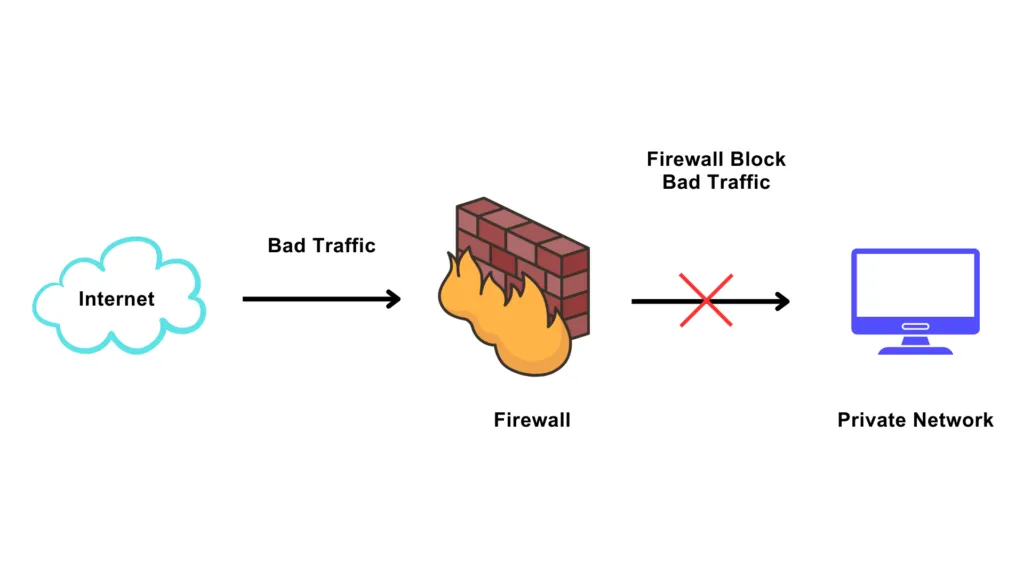 Firewall Block
Bad Traffic
Bad Traffic
Internet
Firewall
Private Network